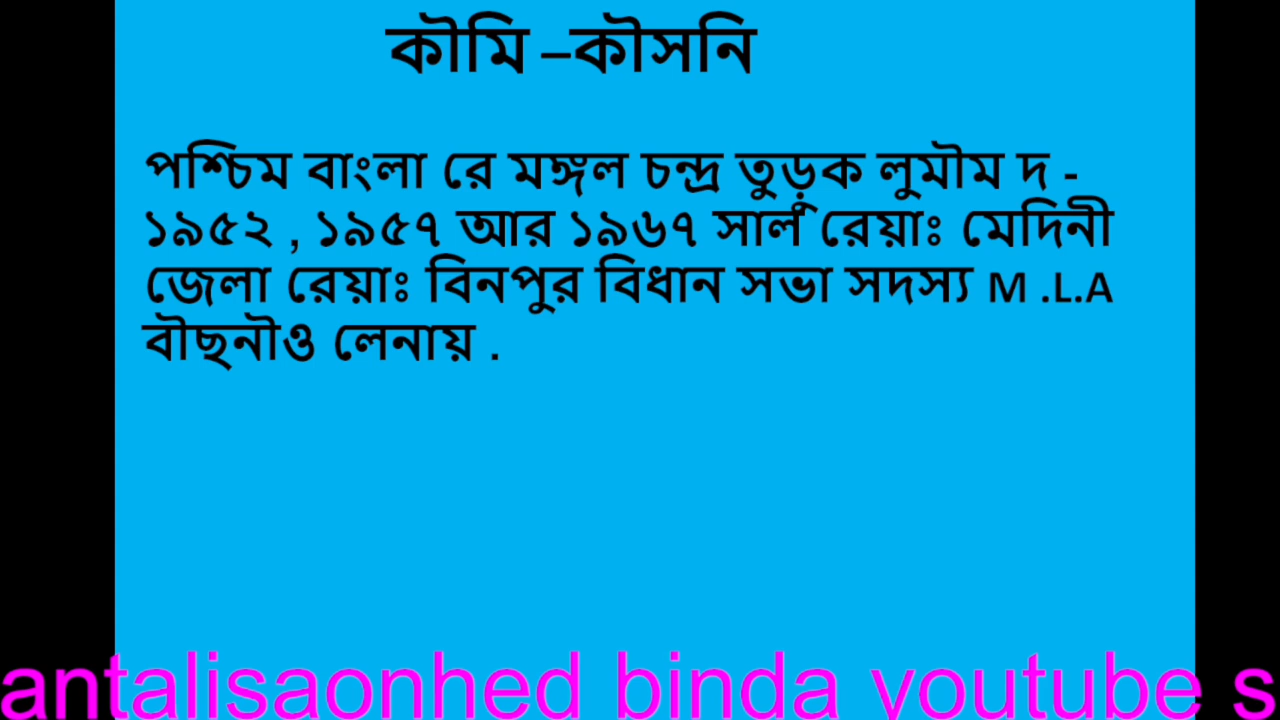 কৗমি –কৗসনি
পশ্চিম বাংলা রে মঙ্গল চন্দ্র তুড়ুক লুমৗম দ -
১৯৫২ , ১৯৫৭ আর ১৯৬৭ সাল রেয়াঃ মেদিনী
জেলা রেয়াঃ বিনপুর বিধান সভা সদস্য M .L.A
বৗছনৗও লেনায় .
antalisaonhed binda youtube s